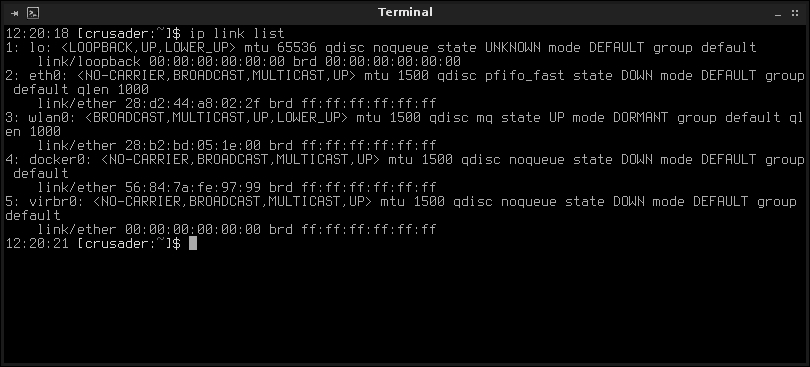 Terminal
12:20:18 [crusader:~]$ ip link list
1: lo: <LOOPBACK,UP,LOWER_UP> mtu 65536 qdisc noqueue state UNKNOWN mode DEFAULT group default
    link/loopback 00:00:00:00:00:00 brd 00:00:00:00:00:00
2: eth0: <NO-CARRIER,BROADCAST,MULTICAST,UP> mtu 1500 qdisc pfifo_fast state DOWN mode DEFAULT group
 default qlen 1000
    link/ether 28:d2:44:a8:02:2f brd ff:ff:ff:ff:ff:ff
3: wlan0: <BROADCAST,MULTICAST,UP,LOWER_UP> mtu 1500 qdisc mq state UP mode DORMANT group default ql
en 1000
    link/ether 28:b2:bd:05:1e:00 brd ff:ff:ff:ff:ff:ff
4: docker0: <NO-CARRIER,BROADCAST,MULTICAST,UP> mtu 1500 qdisc noqueue state DOWN mode DEFAULT group
 default
    link/ether 56:84:7a:fe:97:99 brd ff:ff:ff:ff:ff:ff
5: virbr0: <NO-CARRIER,BROADCAST,MULTICAST,UP> mtu 1500 qdisc noqueue state DOWN mode DEFAULT group
default
    link/ether 00:00:00:00:00:00 brd ff:ff:ff:ff:ff:ff
12:20:21 [crusader:~]$